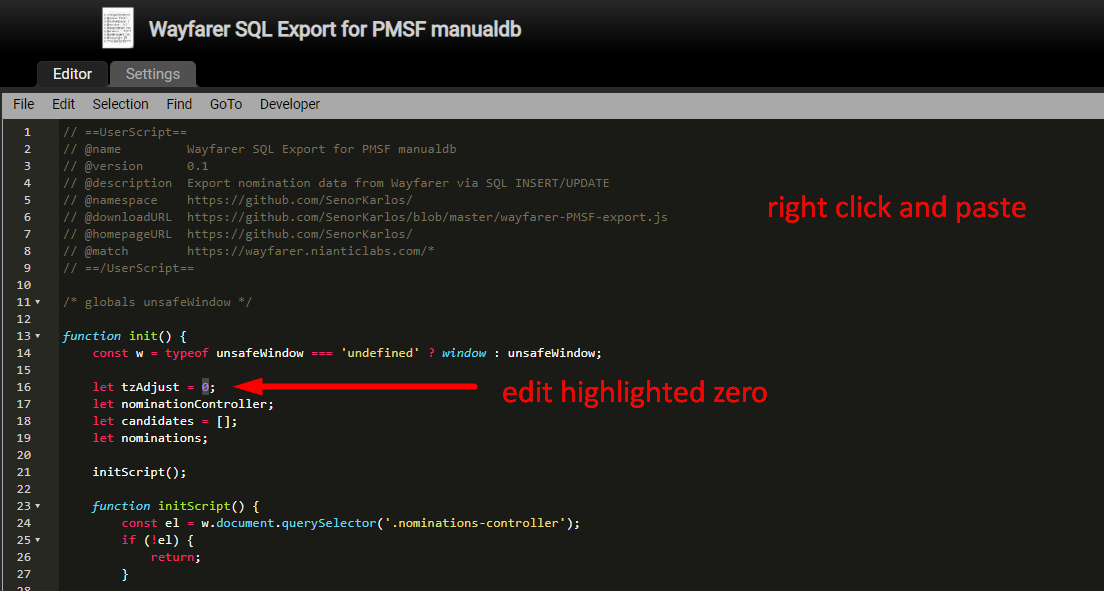 Wayfarer SQL Export for PMSF manualdb
Editor Settings
File Edit Selection Find GoTo Developer
1 // ==UserScript==
2 // @name Wayfarer SQL Export for PMSF manualdb
3 // @version 0.1
4 // @description Export nomination data from Wayfarer via SQL INSERT/UPDATE
5 // @namespace https://github.com/SenorKarlos/
6 // @downloadURL https://github.com/SenorKarlos/blob/master/wayfarer-PMSF-export.js
right click and paste
7 // @homepageURL https://github.com/SenorKarlos/
8 // @match https://wayfarer.nianticlabs.com/*
9 // ==/UserScript==
10
11 /* globals unsafeWindow */
12
13 function init() {
14 const w = typeof unsafeWindow === 'undefined' ? window : unsafeWindow;
15
16 let tzAdjust = 0;
edit highlighted zero
17 let nominationController;
18 let candidates = [];
19 let nominations;
20
21 initScript();
22
23 function initScript() {
24 const el = w.document.querySelector('.nominations-controller');
25 if (!el) {
26 return;
27 }
28